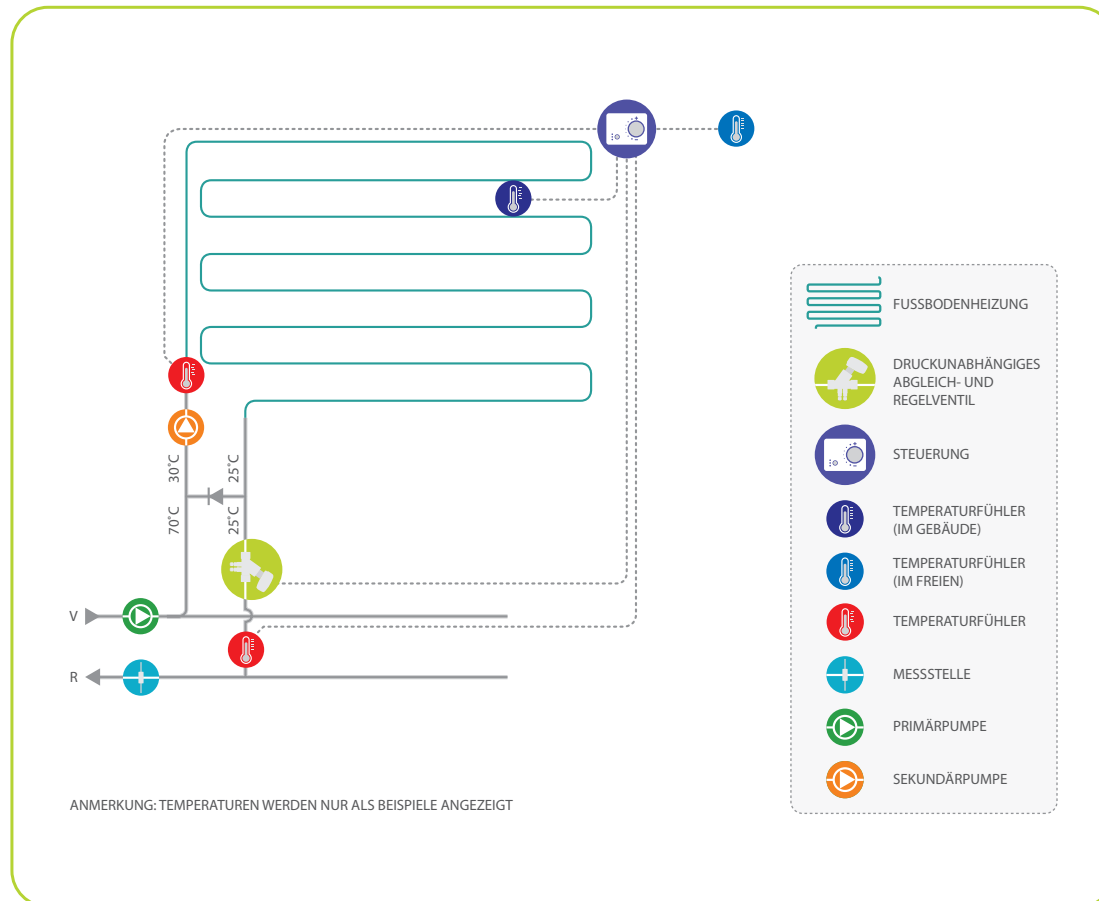 30°C
25°C
70°C
25°C
V
R
ANMERKUNG: TEMPERATUREN WERDEN NUR ALS BEISPIELE ANGEZEIGT
FUSSBODENHEIZUNG
DRUCKUNABHÄNGIGES
ABGLEICH- UND
REGELVENTIL
STEUERUNG
TEMPERATURFÜHLER
(IM GEBÄUDE)
TEMPERATURFÜHLER
(IM FREIEN)
TEMPERATURFÜHLER
MESSSTELLE
PRIMÄRPUMPE
SEKUNDÄRPUMPE